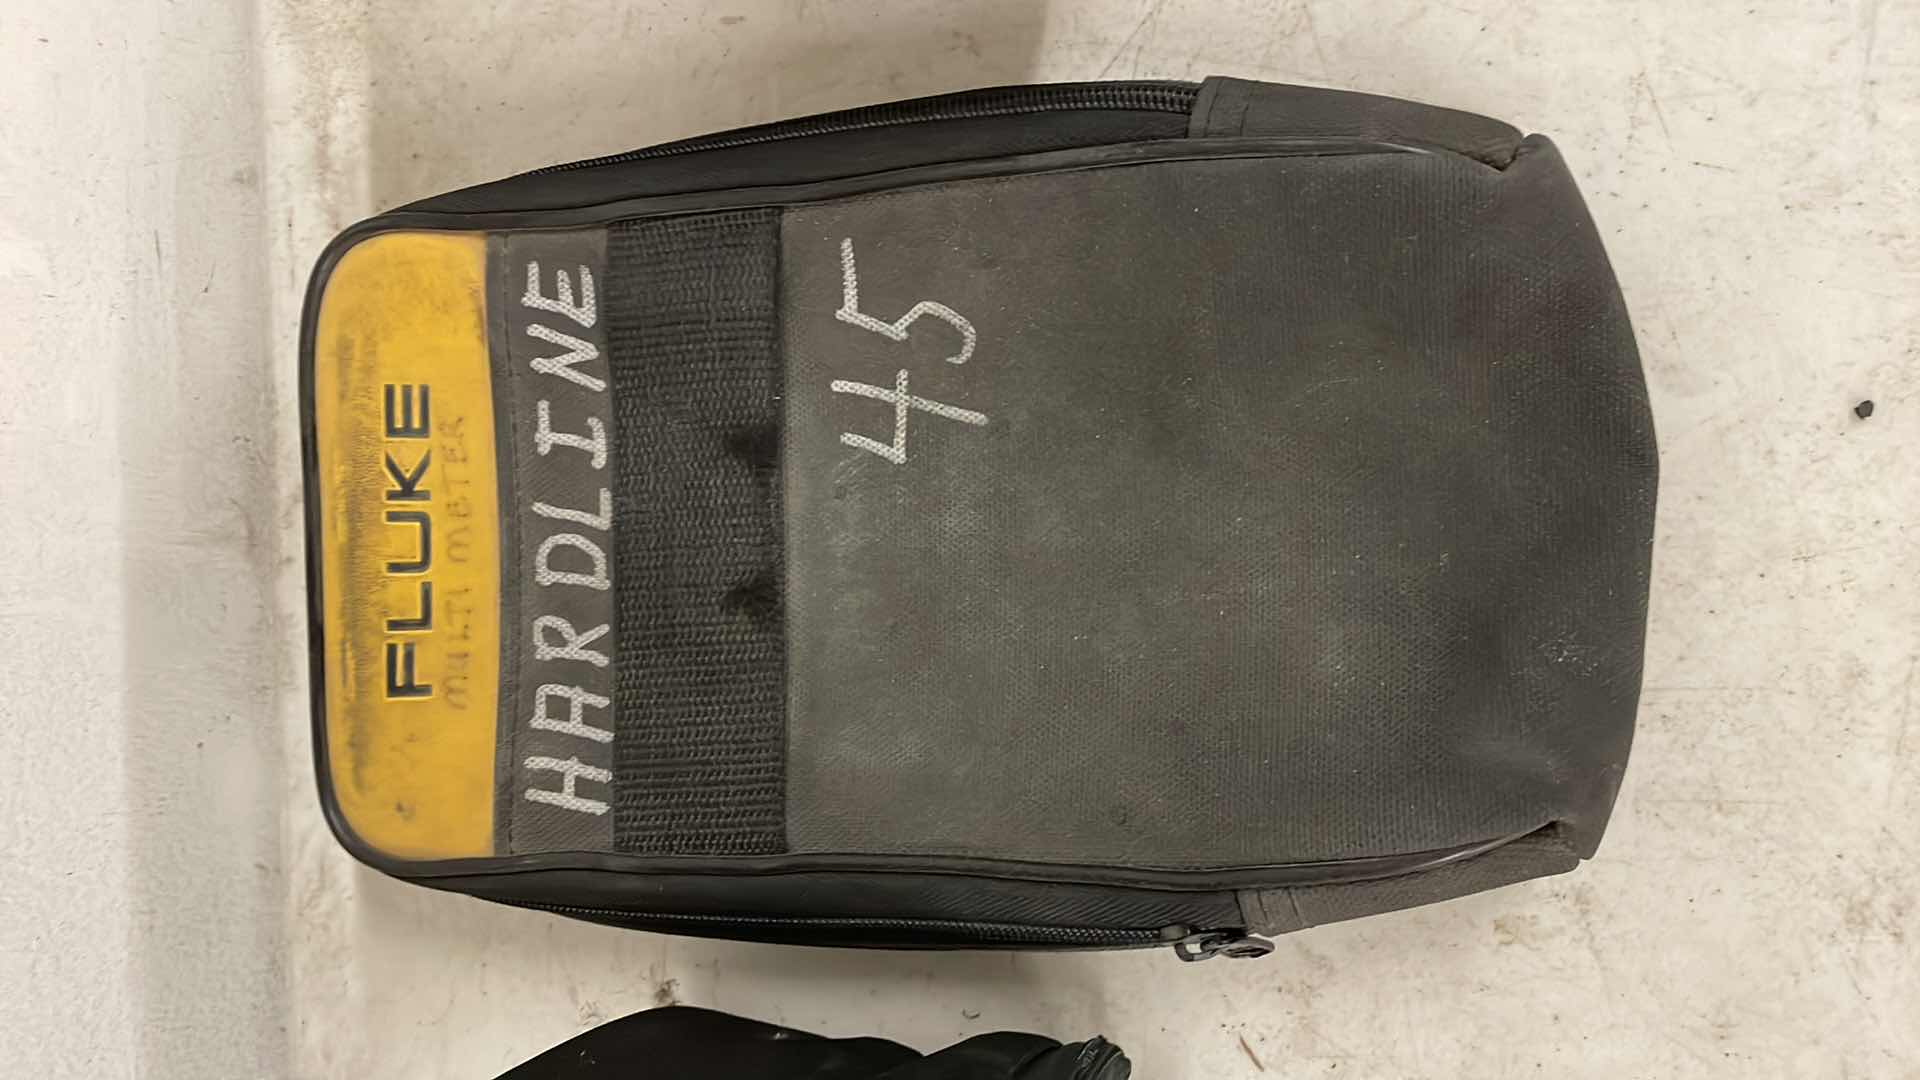 FLUKE
MULTI METER
HARDLINE
45